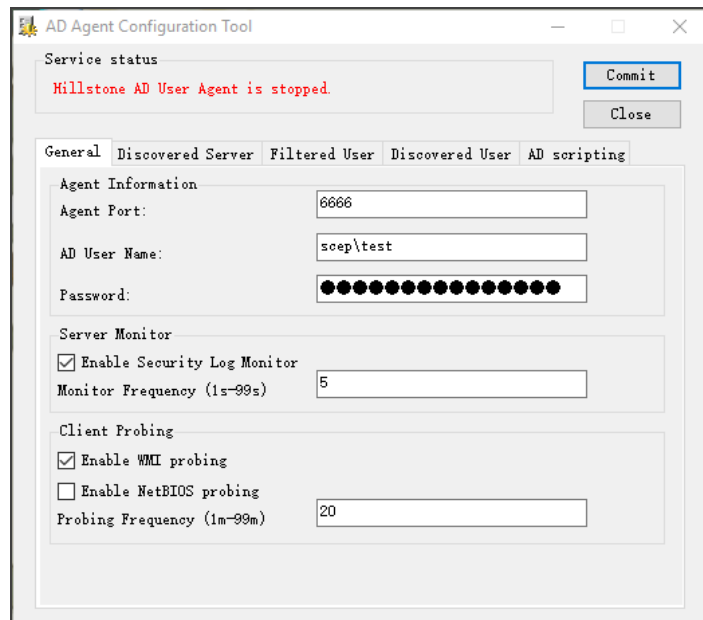 AD Agent Configuration Tool
Service status
Hillstone AD User Agent is stopped.
Commit
Close
General Discovered Server Filtered User Discovered User AD scripting
Agent Information
Agent Port: 6666
AD User Name: scep\test
Password: ●●●●●●●●●●●●●●●
Server Monitor
Enable Security Log Monitor
Monitor Frequency (1s-99s) 5
Client Probing
Enable WMI probing
Enable NetBIOS probing
Probing Frequency (1m-99m) 20